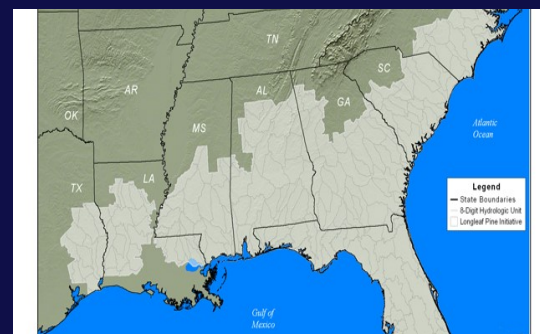 TN
AR
OK
SC
AL
GA
MS
Atlantic
Ocean
TX
LA
Legend
State Boundaries
8-Digit Hydrologic Unit
Longleaf Pine Initiative
Gulf of
Mexico